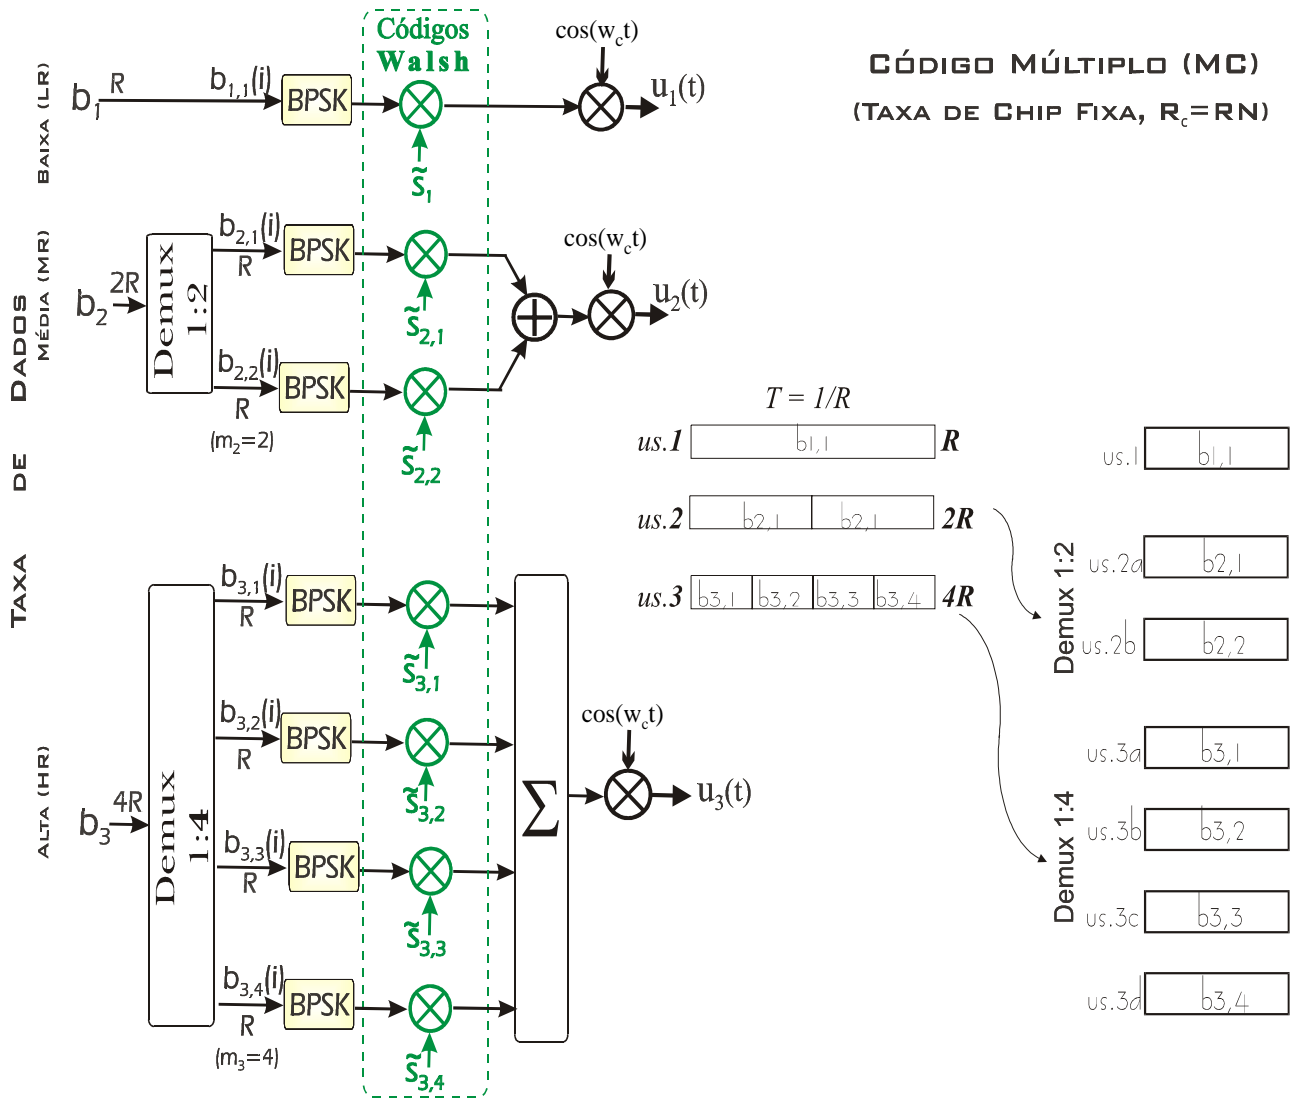 CÓDIGO MÚLTIPLO (MC)
(TAXA DE CHIP FIXA, Rc=RN)
TAXA DE DADOS
BAIXA (LR)
MÉDIA (MR)
ALTA (HR)
Códigos
Walsh
b1
R
b1,1(i)
BPSK
s̃1
cos(wct)
u1(t)
b2
2R
Demux
1:2
b2,1(i)
R
BPSK
s̃2,1
b2,2(i)
R
(m2=2)
BPSK
s̃2,2
cos(wct)
u2(t)
b3
4R
Demux
1:4
b3,1(i)
R
BPSK
s̃3,1
b3,2(i)
R
BPSK
s̃3,2
b3,3(i)
R
BPSK
s̃3,3
b3,4(i)
R
(m3=4)
BPSK
s̃3,4
Σ
cos(wct)
u3(t)
T = 1/R
us.1 b1,1 R
us.2 b2,1 b2,1 2R
us.3 b3,1 b3,2 b3,3 b3,4 4R
us.1 b1,1
Demux 1:2
us.2a b2,1
us.2b b2,2
Demux 1:4
us.3a b3,1
us.3b b3,2
us.3c b3,3
us.3d b3,4